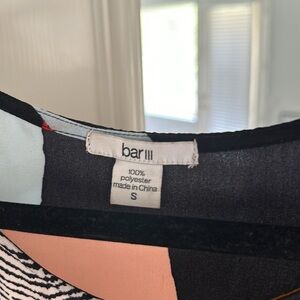 bar III
100%
polyester
made in China
S